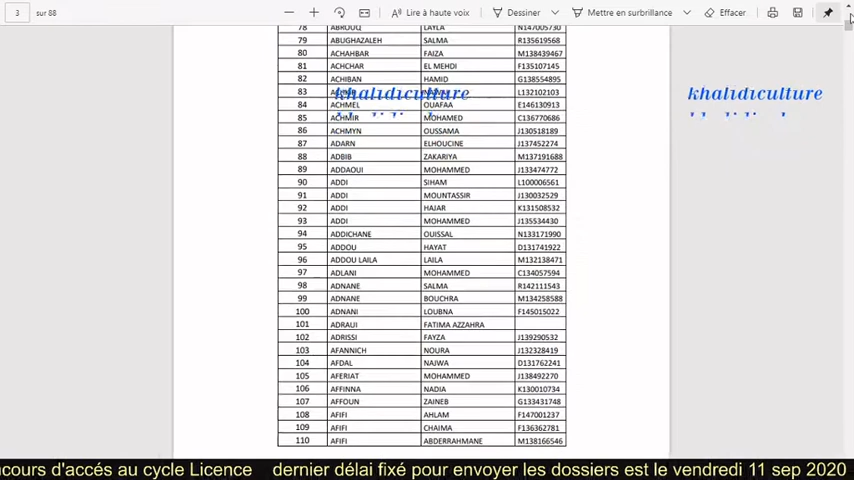 3 sur 88 Lire à haute voix Dessiner Mettre en surbrillance Effacer
78 ABROUQ LAYLA N147005730
79 ABUGHAZALEH SALMA R135619568
80 ACHAHBAR FAIZA M138439467
81 ACHCHAR EL MEHDI F135107145
82 ACHIBAN HAMID G138554895
83 L132102103
khalidiculture khalidiculture
84 ACHMEL OUAFAA E146130913
85 ACHMIR MOHAMED C136770686
86 ACHMYN OUSSAMA J130518189
87 ADARN ELHOUCINE J137452274
88 ADBIB ZAKARIYA M137191688
89 ADDAOUI MOHAMMED J133474772
90 ADDI SIHAM L100006561
91 ADDI MOUNTASSIR J130032529
92 ADDI HAJAR K131508532
93 ADDI MOHAMMED J135534430
94 ADDICHANE OUISSAL N133171990
95 ADDOU HAYAT D131741922
96 ADDOU LAILA LAILA M132138471
97 ADLANI MOHAMMED C134057594
98 ADNANE SALMA R142111543
99 ADNANE BOUCHRA M134258588
100 ADNANI LOUBNA F145015022
101 ADRAUI FATIMA AZZAHRA
102 ADRISSI FAYZA J139290532
103 AFANNICH NOURA J132328419
104 AFDAL NAJWA D131762241
105 AFERIAT MOHAMMED J138492270
106 AFFINNA NADIA K130010734
107 AFFOUN ZAINEB G133431748
108 AFIFI AHLAM F147001237
109 AFIFI CHAIMA F136362781
110 AFIFI ABDERRAHMANE M138166546
cours d'accés au cycle Licence dernier délai fixé pour envoyer les dossiers est le vendredi 11 sep 2020